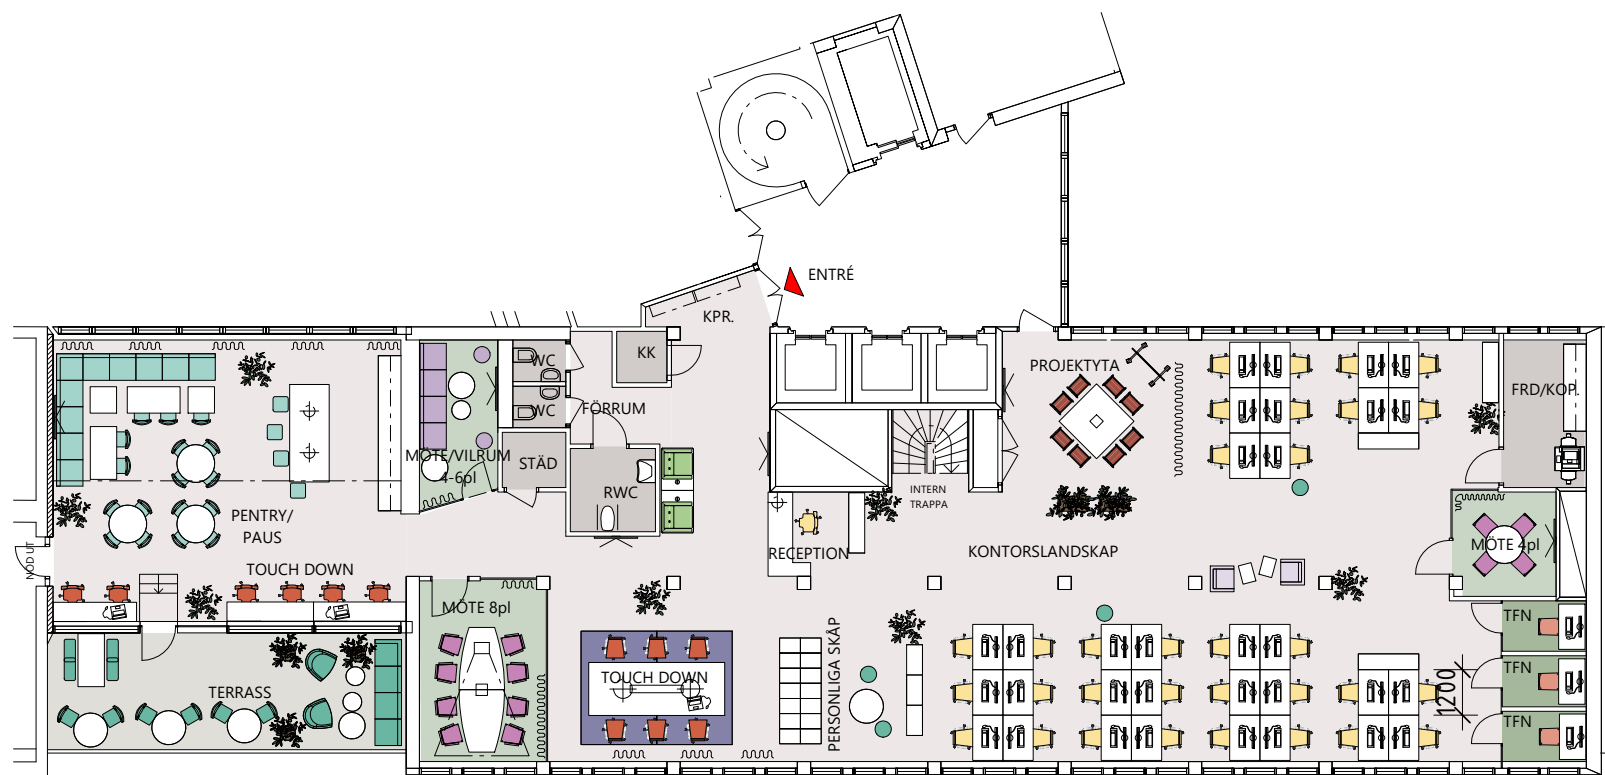 ENTRÉ
KPR.
KK
WC
WC
FÖRRUM
PROJEKTYTA
FRD/KOP.
MÖTE/VILRUM
4-6pl
STÄD
RWC
INTERN
TRAPPA
PENTRY/
PAUS
RECEPTION
KONTORSLANDSKAP
MÖTE 4pl
NÖD UT
TOUCH DOWN
MÖTE 8pl
TFN
TERRASS
TOUCH DOWN
PERSONLIGA SKÅP
TFN
1200
TFN